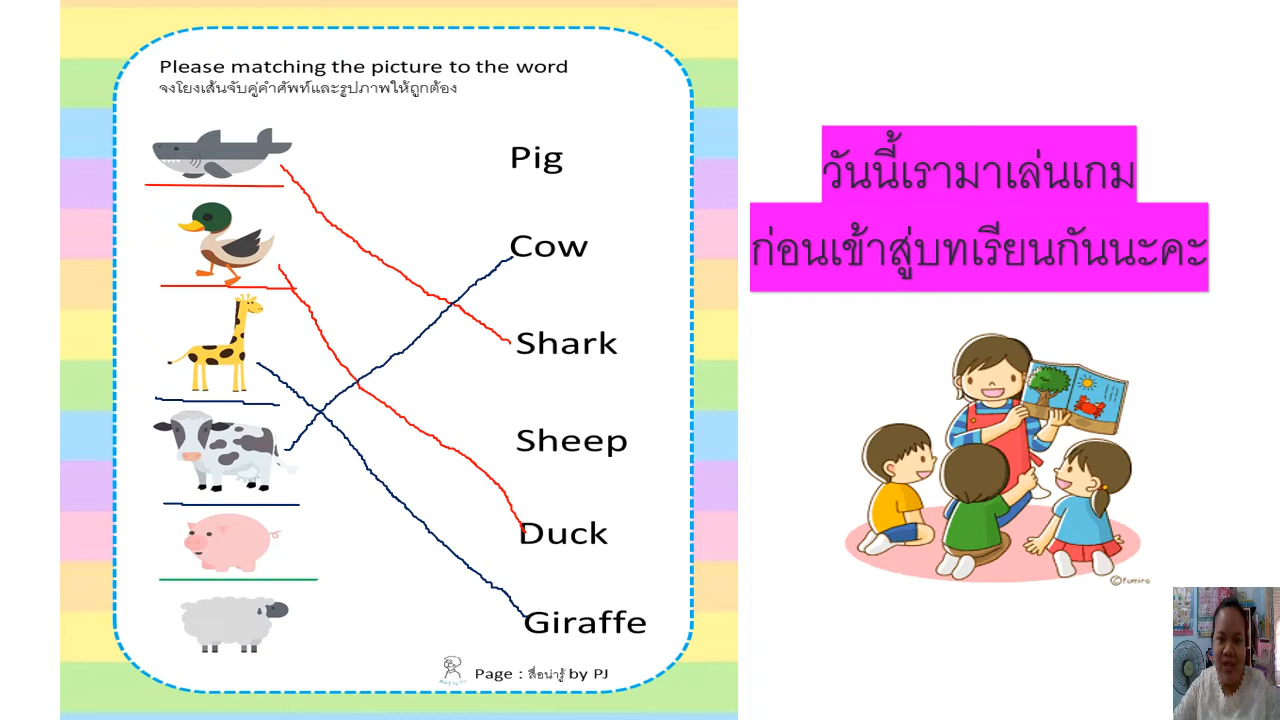 Please matching the picture to the word
จงโยงเส้นจับคู่คำศัพท์และรูปภาพให้ถูกต้อง
Pig
Cow
Shark
Sheep
Duck
Giraffe
Page : สื่อน่ารู้ by PJ
วันนี้เรามาเล่นเกม
ก่อนเข้าสู่บทเรียนกันนะคะ
©fumira